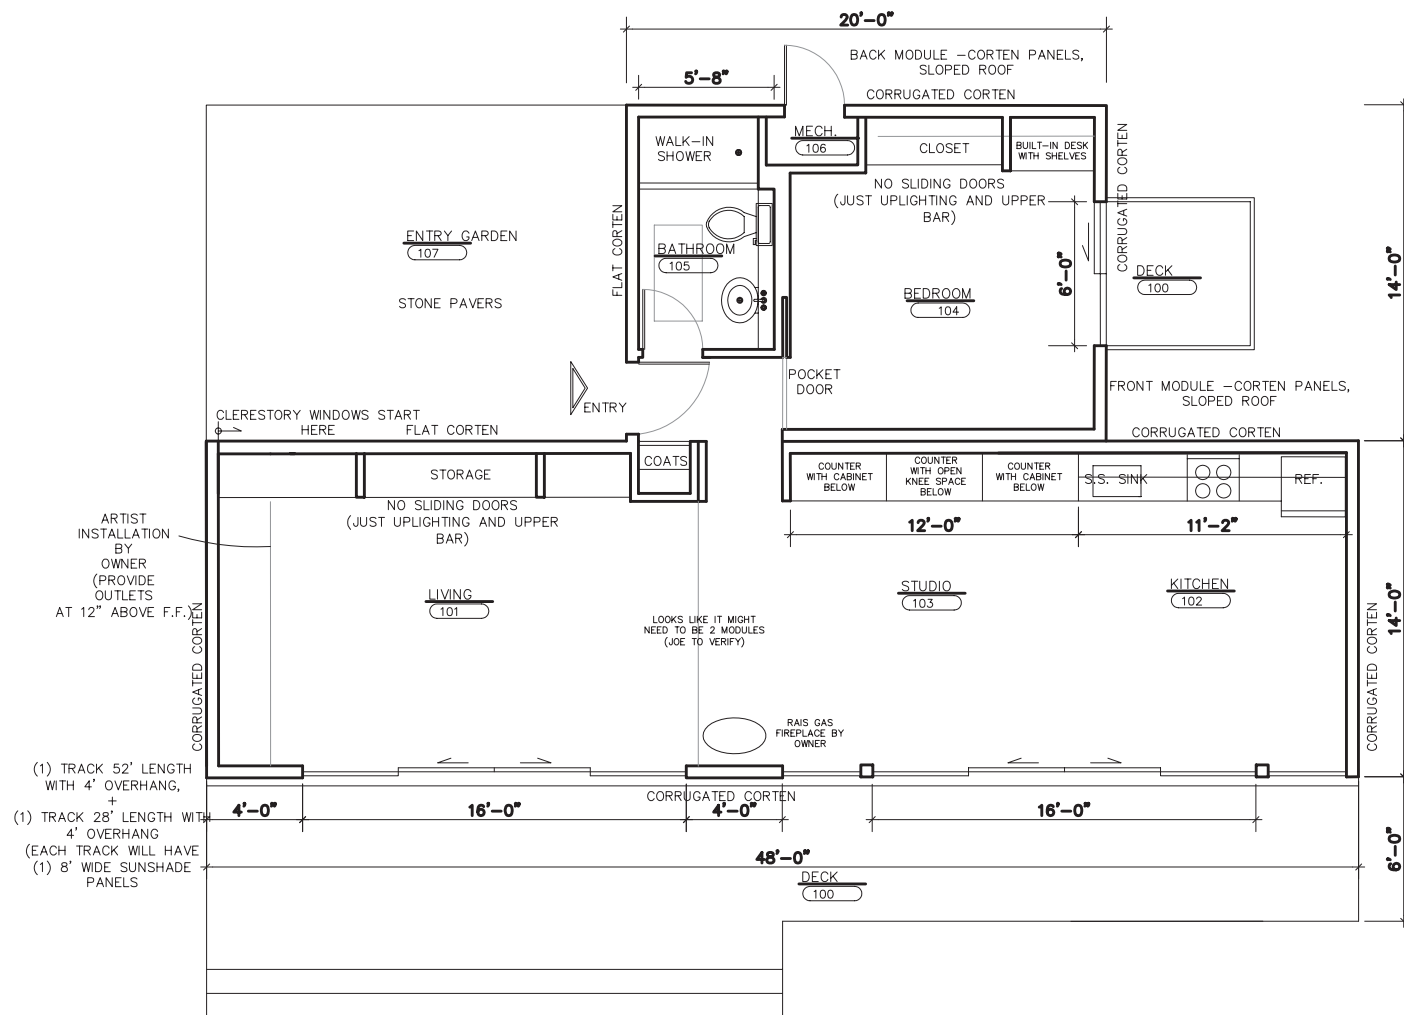 20'-0"
BACK MODULE -CORTEN PANELS,
SLOPED ROOF
5'-8"
CORRUGATED CORTEN
WALK-IN
SHOWER
MECH.
106
CLOSET
BUILT-IN DESK
WITH SHELVES
CORRUGATED CORTEN
NO SLIDING DOORS
(JUST UPLIGHTING AND UPPER
BAR)
FLAT CORTEN
ENTRY GARDEN
107
BATHROOM
105
6'-0"
DECK
100
14'-0"
STONE PAVERS
BEDROOM
104
POCKET
DOOR
FRONT MODULE -CORTEN PANELS,
SLOPED ROOF
ENTRY
CLERESTORY WINDOWS START
HERE
FLAT CORTEN
CORRUGATED CORTEN
STORAGE
COATS
COUNTER
WITH CABINET
BELOW
COUNTER
WITH OPEN
KNEE SPACE
BELOW
COUNTER
WITH CABINET
BELOW
S.S. SINK
REF.
NO SLIDING DOORS
(JUST UPLIGHTING AND UPPER
BAR)
ARTIST
INSTALLATION
BY
OWNER
(PROVIDE
OUTLETS
AT 12" ABOVE F.F.)
12'-0"
11'-2"
LIVING
101
STUDIO
103
KITCHEN
102
14'-0"
LOOKS LIKE IT MIGHT
NEED TO BE 2 MODULES
(JOE TO VERIFY)
CORRUGATED CORTEN
CORRUGATED CORTEN
RAIS GAS
FIREPLACE BY
OWNER
(1) TRACK 52' LENGTH
WITH 4' OVERHANG,
+
(1) TRACK 28' LENGTH WITH
4' OVERHANG
(EACH TRACK WILL HAVE
(1) 8' WIDE SUNSHADE
PANELS
CORRUGATED CORTEN
4'-0"
16'-0"
4'-0"
16'-0"
48'-0"
6'-0"
DECK
100